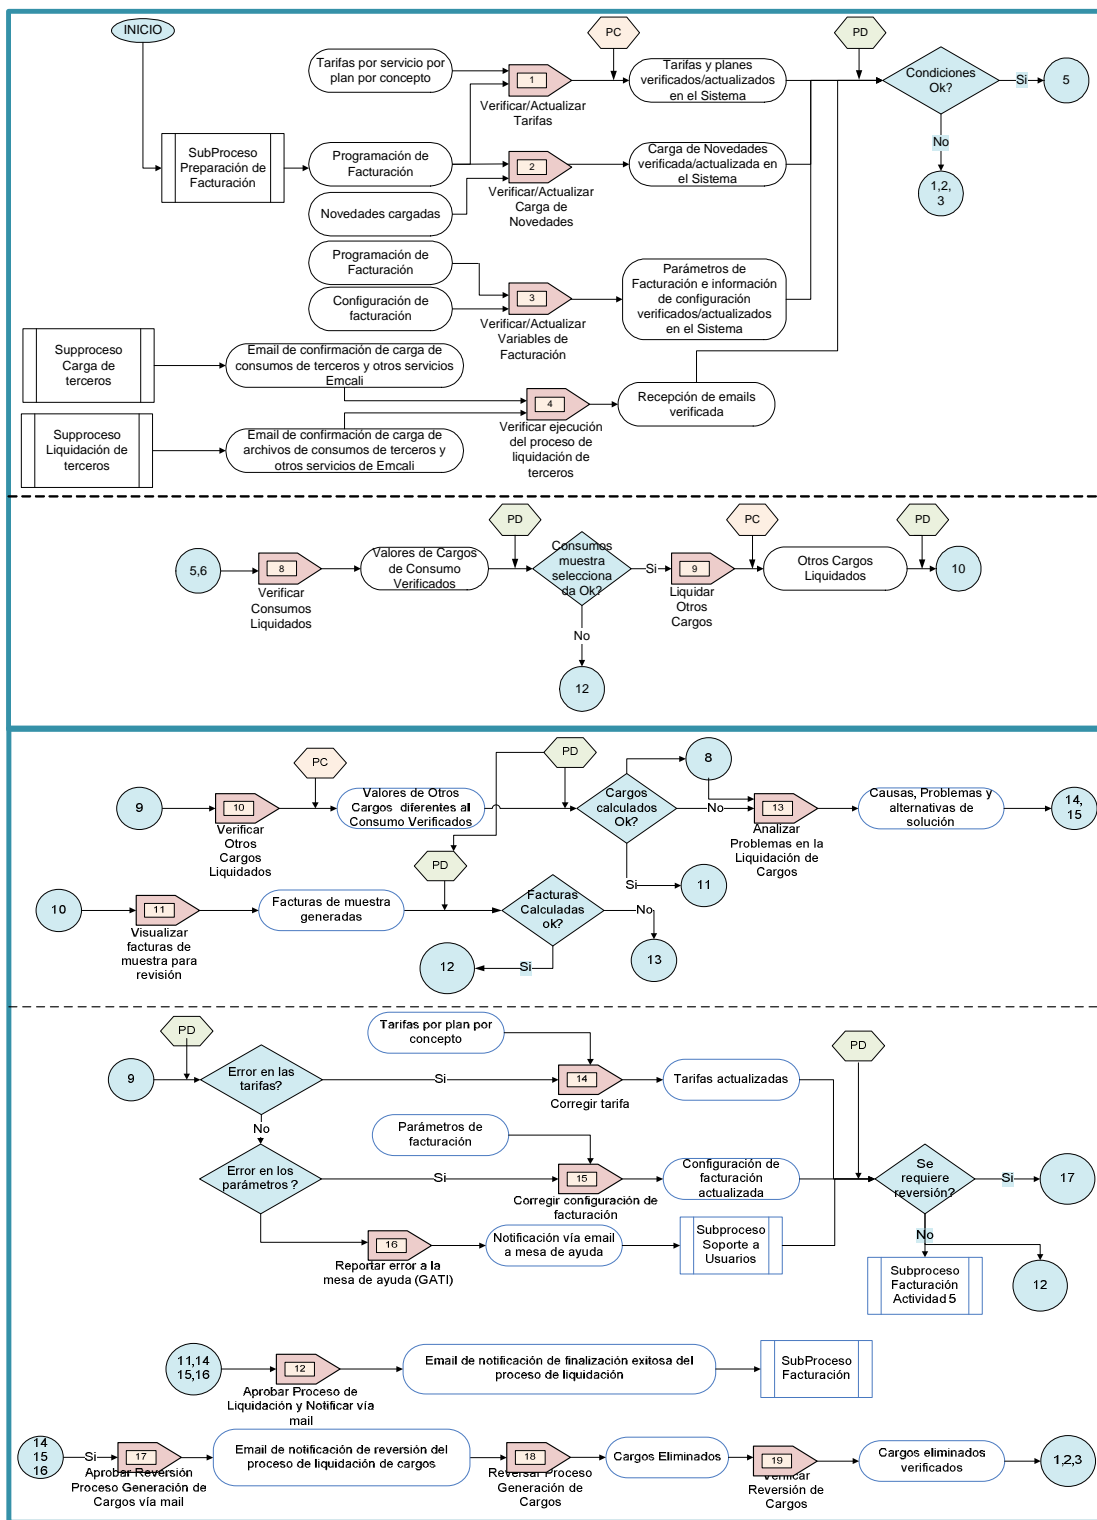 INICIO
PC
PD
Tarifas por servicio por
plan por concepto
1
Verificar/Actualizar
Tarifas
Tarifas y planes
verificados/actualizados
en el Sistema
Condiciones
Ok?
Si
5
No
1,2,
3
SubProceso
Preparación de
Facturación
Programación de
Facturación
2
Verificar/Actualizar
Carga de
Novedades
Carga de Novedades
verificada/actualizada en
el Sistema
Novedades cargadas
Programación de
Facturación
Configuración de
facturación
3
Verificar/Actualizar
Variables de
Facturación
Parámetros de
Facturación e información
de configuración
verificados/actualizados
en el Sistema
Supproceso
Carga de
terceros
Email de confirmación de carga de
consumos de terceros y otros servicios
Emcali
4
Verificar ejecución
del proceso de
liquidación de
terceros
Recepción de emails
verificada
Supproceso
Liquidación de
terceros
Email de confirmación de carga de
archivos de consumos de terceros y
otros servicios de Emcali
PD
PC
PD
5,6
8
Verificar
Consumos
Liquidados
Valores de Cargos
de Consumo
Verificados
Consumos
muestra
selecciona
da Ok?
Si
9
Liquidar
Otros
Cargos
Otros Cargos
Liquidados
10
No
12
PC
PD
8
9
10
Verificar
Otros
Cargos
Liquidados
Valores de Otros
Cargos diferentes al
Consumo Verificados
Cargos
calculados
Ok?
No
13
Analizar
Problemas en la
Liquidación de
Cargos
Causas, Problemas y
alternativas de
solución
14,
15
PD
Si
11
10
11
Visualizar
facturas de
muestra para
revisión
Facturas de muestra
generadas
Facturas
Calculadas
ok?
No
13
Si
12
PD
Tarifas por plan por
concepto
PD
9
Error en las
tarifas?
Si
14
Corregir tarifa
Tarifas actualizadas
No
Parámetros de
facturación
Error en los
parámetros ?
Si
15
Corregir configuración de
facturación
Configuración de
facturación
actualizada
Se
requiere
reversión?
Si
17
16
Reportar error a la
mesa de ayuda (GATI)
Notificación vía email
a mesa de ayuda
Subproceso
Soporte a
Usuarios
No
Subproceso
Facturación
Actividad 5
12
11,14
15,16
12
Aprobar Proceso de
Liquidación y Notificar vía
mail
Email de notificación de finalización exitosa del
proceso de liquidación
SubProceso
Facturación
14
15
16
Si
17
Aprobar Reversión
Proceso Generación de
Cargos vía mail
Email de notificación de reversión del
proceso de liquidación de cargos
18
Reversar Proceso
Generación de
Cargos
Cargos Eliminados
19
Verificar
Reversión de
Cargos
Cargos eliminados
verificados
1,2,3